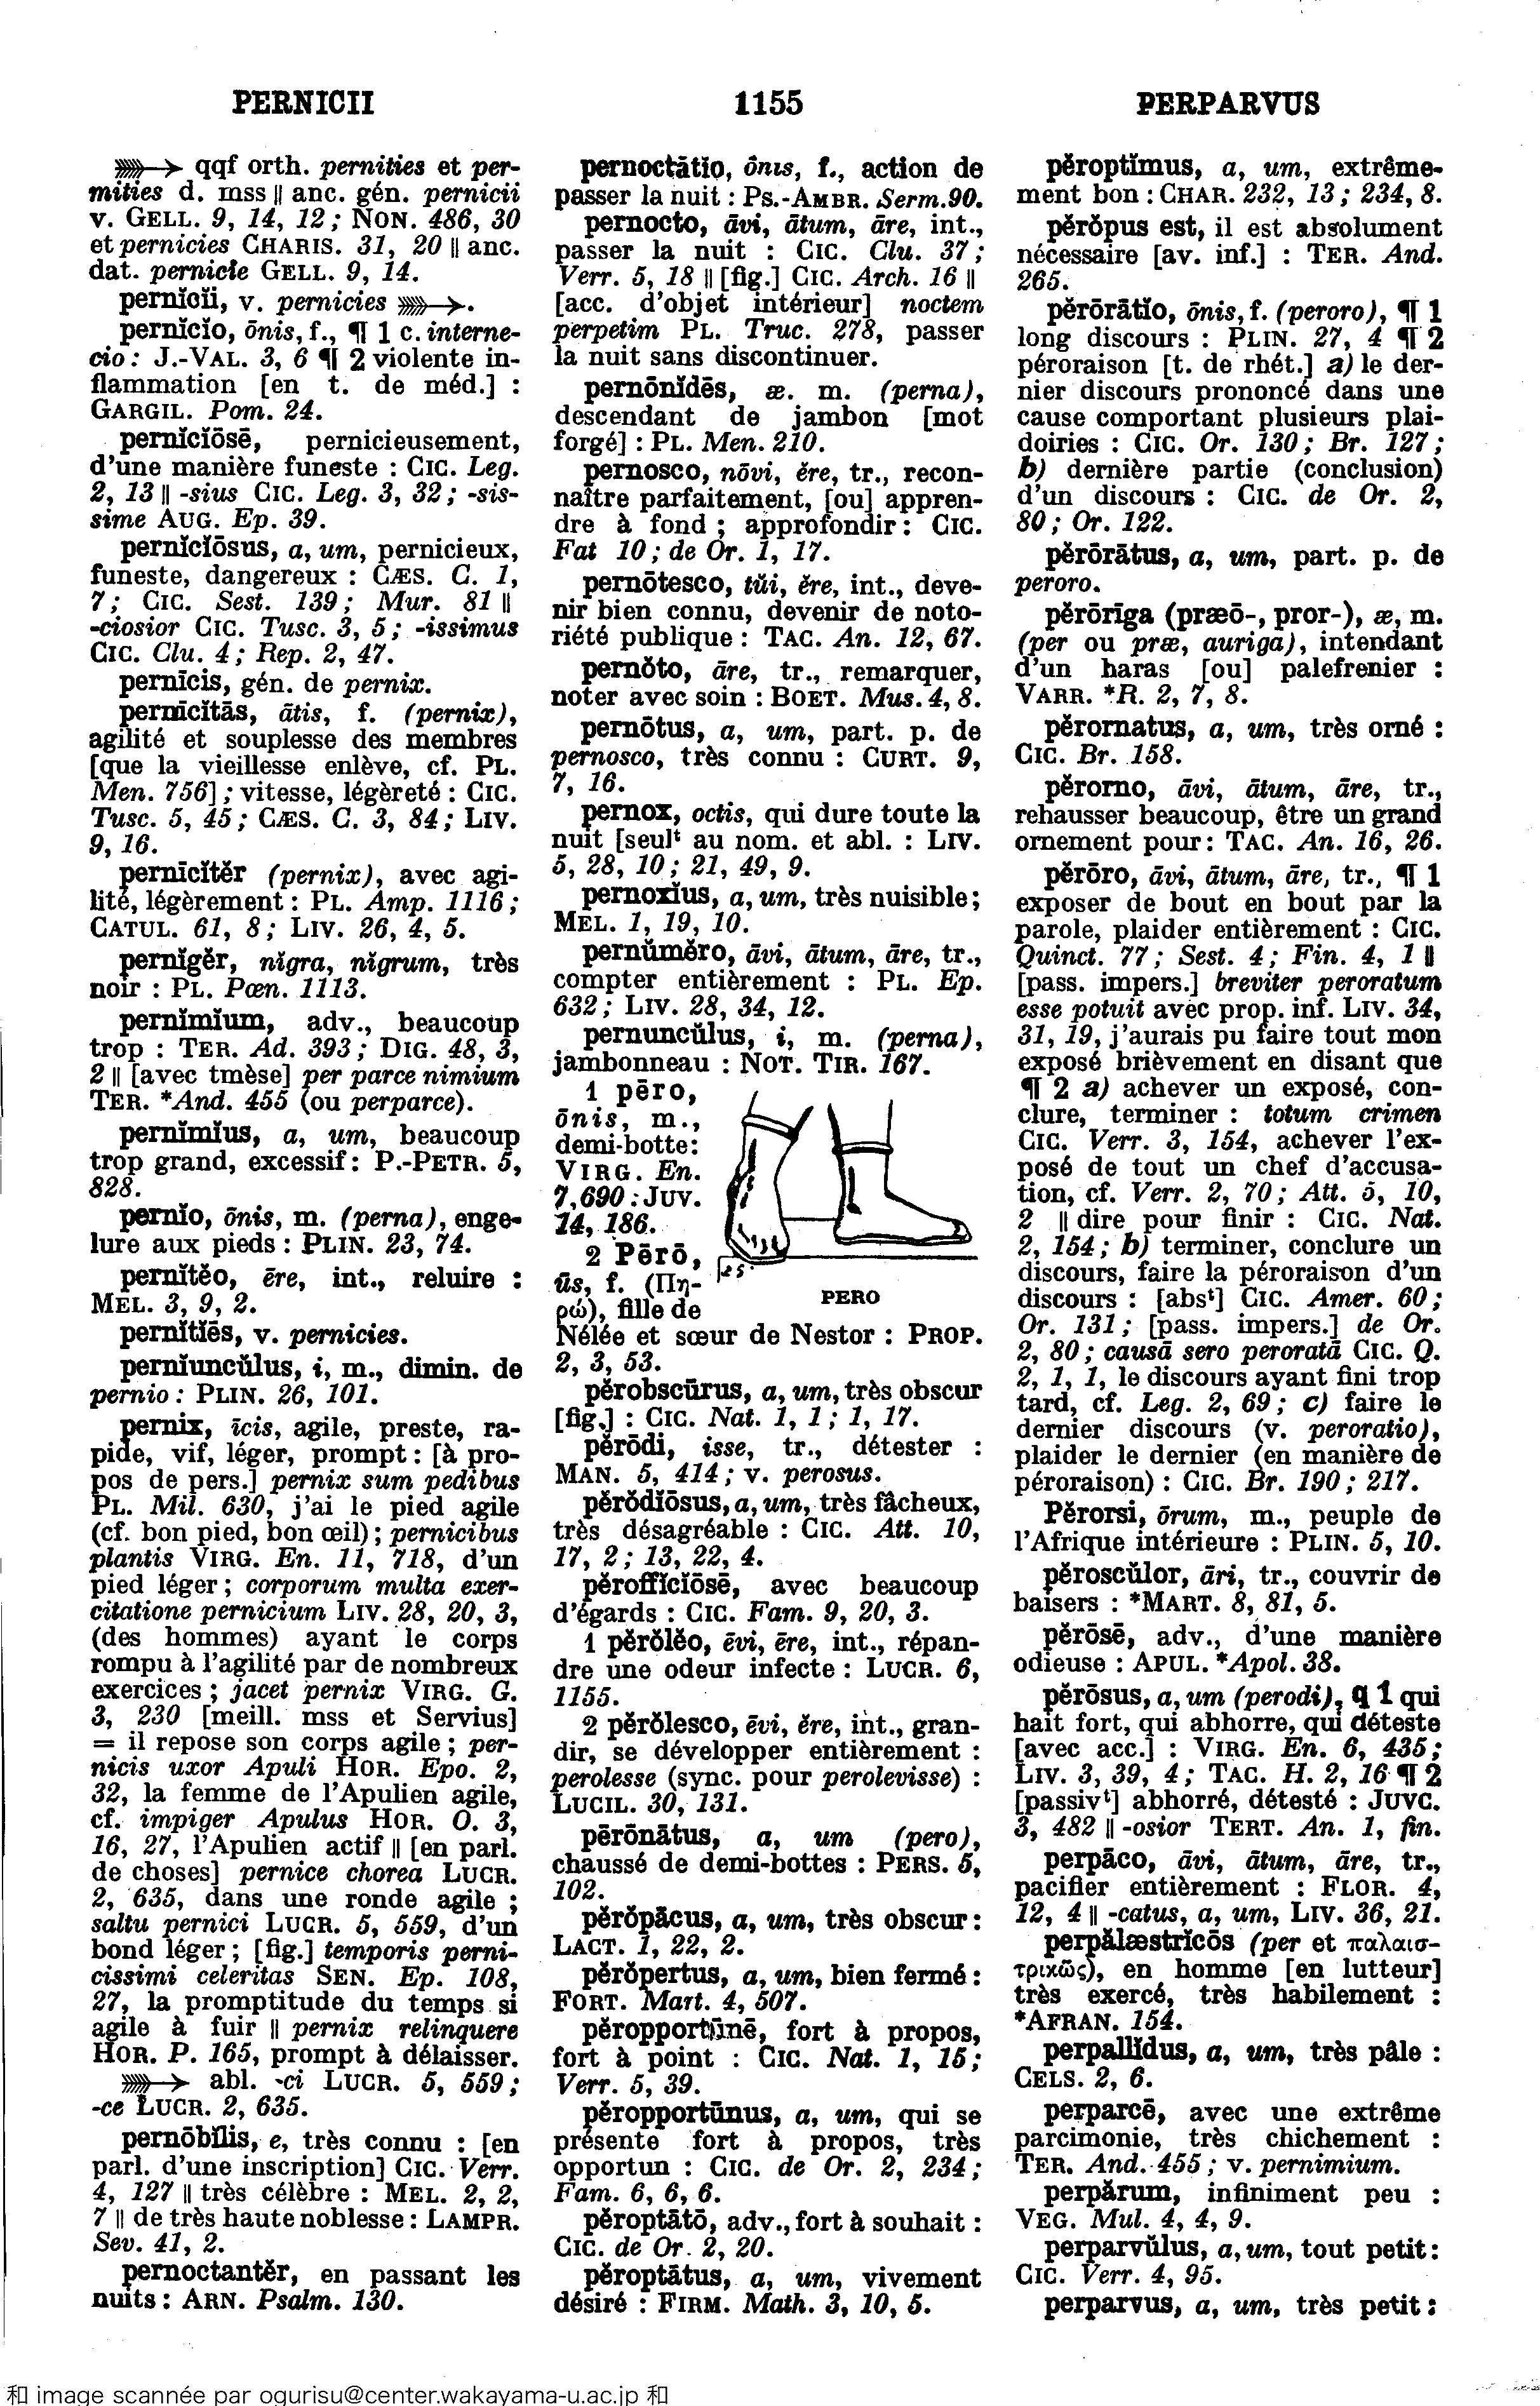 PERNICII 1155 PERPARVUS
qqf orth. pernities et per-
mities d. mss || anc. gén. pernicii
v. GELL. 9, 14, 12 ; NON. 486, 30
et pernicies CHARIS. 31, 20 || anc.
dat. pernicie GELL. 9, 14.
pernĭcĭi, v. pernicies.
pernĭcĭo, ōnis, f., ¶ 1 c. interne-
cio : J.-VAL. 3, 6 ¶ 2 violente in-
flammation [en t. de méd.] :
GARGIL. Pom. 24.
pernĭcĭōsē, pernicieusement,
d'une manière funeste : CIC. Leg.
2, 13 || -sius CIC. Leg. 3, 32 ; -sis-
sime AUG. Ep. 39.
pernĭcĭōsus, a, um, pernicieux,
funeste, dangereux : CÆS. C. 1,
7 ; CIC. Sest. 139 ; Mur. 81 ||
-ciosior CIC. Tusc. 3, 5 ; -issimus
CIC. Clu. 4 ; Rep. 2, 47.
pernīcis, gén. de pernix.
pernīcĭtās, ātis, f. (pernix),
agilité et souplesse des membres
[que la vieillesse enlève, cf. PL.
Men. 756] ; vitesse, légèreté : CIC.
Tusc. 5, 45 ; CÆS. C. 3, 84 ; LIV.
9, 16.
pernīcĭtĕr (pernix), avec agi-
lité, légèrement : PL. Amp. 1116 ;
CATUL. 61, 8 ; LIV. 26, 4, 5.
pernĭgĕr, nĭgra, nĭgrum, très
noir : PL. Pœn. 1113.
pernĭmĭum, adv., beaucoup
trop : TER. Ad. 393 ; DIG. 48, 3,
2 || [avec tmèse] per parce nimium
TER. *And. 455 (ou perparce).
pernĭmĭus, a, um, beaucoup
trop grand, excessif : P.-PETR. 5,
828.
pernĭo, ōnis, m. (perna), enge-
lure aux pieds : PLIN. 23, 74.
pernĭtĕo, ēre, int., reluire :
MEL. 3, 9, 2.
pernĭtĭēs, v. pernicies.
pernĭuncŭlus, i, m., dimin. de
pernio : PLIN. 26, 101.
pernix, īcis, agile, preste, ra-
pide, vif, léger, prompt : [à pro-
pos de pers.] pernix sum pedibus
PL. Mil. 630, j'ai le pied agile
(cf. bon pied, bon œil) ; pernicibus
plantis VIRG. En. 11, 718, d'un
pied léger ; corporum multa exer-
citatione pernicium LIV. 28, 20, 3,
(des hommes) ayant le corps
rompu à l'agilité par de nombreux
exercices ; jacet pernix VIRG. G.
3, 230 [meill. mss et Servius]
= il repose son corps agile ; per-
nicis uxor Apuli HOR. Epo. 2,
32, la femme de l'Apulien agile,
cf. impiger Apulus HOR. O. 3,
16, 27, l'Apulien actif || [en parl.
de choses] pernice chorea LUCR.
2, 635, dans une ronde agile ;
saltu pernici LUCR. 5, 559, d'un
bond léger ; [fig.] temporis perni-
cissimi celeritas SEN. Ep. 108,
27, la promptitude du temps si
agile à fuir || pernix relinquere
HOR. P. 165, prompt à délaisser.
abl. -ci LUCR. 5, 559 ;
-ce LUCR. 2, 635.
pernōbĭlis, e, très connu : [en
parl. d'une inscription] CIC. Verr.
4, 127 || très célèbre : MEL. 2, 2,
7 || de très haute noblesse : LAMPR.
Sev. 41, 2.
pernoctantĕr, en passant les
nuits : ARN. Psalm. 130.
pernoctātĭo, ōnis, f., action de
passer la nuit : Ps.-AMBR. Serm. 90.
pernocto, āvi, ātum, āre, int.,
passer la nuit : CIC. Clu. 37 ;
Verr. 5, 18 || [fig.] CIC. Arch. 16 ||
[acc. d'objet intérieur] noctem
perpetim PL. Truc. 278, passer
la nuit sans discontinuer.
pernōnĭdēs, æ. m. (perna),
descendant de jambon [mot
forgé] : PL. Men. 210.
pernosco, nōvi, ĕre, tr., recon-
naître parfaitement, [ou] appren-
dre à fond ; approfondir : CIC.
Fat 10 ; de Or. 1, 17.
pernōtesco, tŭi, ĕre, int., deve-
nir bien connu, devenir de noto-
riété publique : TAC. An. 12, 67.
pernŏto, āre, tr., remarquer,
noter avec soin : BOET. Mus. 4, 8.
pernōtus, a, um, part. p. de
pernosco, très connu : CURT. 9,
7, 16.
pernox, octis, qui dure toute la
nuit [seulᵗ au nom. et abl. : LIV.
5, 28, 10 ; 21, 49, 9.
pernoxĭus, a, um, très nuisible ;
MEL. 1, 19, 10.
pernŭmĕro, āvi, ātum, āre, tr.,
compter entièrement : PL. Ep.
632 ; LIV. 28, 34, 12.
pernuncŭlus, i, m. (perna),
jambonneau : NOT. TIR. 167.
1 pēro,
ōnis, m.,
demi-botte :
VIRG. En.
7,690 : JUV.
14, 186.
2 Pērō,
ūs, f. (Πη-
ρώ), fille de
PERO
Nélée et sœur de Nestor : PROP.
2, 3, 53.
pĕrobscūrus, a, um, très obscur
[fig.] : CIC. Nat. 1, 1 ; 1, 17.
pĕrōdi, isse, tr., détester :
MAN. 5, 414 ; v. perosus.
pĕrŏdĭōsus, a, um, très fâcheux,
très désagréable : CIC. Att. 10,
17, 2 ; 13, 22, 4.
pĕroffĭcĭōsē, avec beaucoup
d'égards : CIC. Fam. 9, 20, 3.
1 pĕrŏlĕo, ēvi, ēre, int., répan-
dre une odeur infecte : LUCR. 6,
1155.
2 pĕrŏlesco, ēvi, ĕre, int., gran-
dir, se développer entièrement :
perolesse (sync. pour perolevisse) :
LUCIL. 30, 131.
pērōnātus, a, um (pero),
chaussé de demi-bottes : PERS. 5,
102.
pĕrŏpācus, a, um, très obscur :
LACT. 1, 22, 2.
pĕrŏpertus, a, um, bien fermé :
FORT. Mart. 4, 507.
pĕropportūnē, fort à propos,
fort à point : CIC. Nat. 1, 15 ;
Verr. 5, 39.
pĕropportūnus, a, um, qui se
présente fort à propos, très
opportun : CIC. de Or. 2, 234 ;
Fam. 6, 6, 6.
pĕroptātō, adv., fort à souhait :
CIC. de Or. 2, 20.
pĕroptātus, a, um, vivement
désiré : FIRM. Math. 3, 10, 5.
pĕroptĭmus, a, um, extrême-
ment bon : CHAR. 232, 13 ; 234, 8.
pĕrŏpus est, il est absolument
nécessaire [av. inf.] : TER. And.
265.
pĕrōrātĭo, ōnis, f. (peroro), ¶ 1
long discours : PLIN. 27, 4 ¶ 2
péroraison [t. de rhét.] a) le der-
nier discours prononcé dans une
cause comportant plusieurs plai-
doiries : CIC. Or. 130 ; Br. 127 ;
b) dernière partie (conclusion)
d'un discours : CIC. de Or. 2,
80 ; Or. 122.
pĕrōrātus, a, um, part. p. de
peroro.
pĕrōrīga (præō-, pror-), æ, m.
(per ou præ, auriga), intendant
d'un haras [ou] palefrenier :
VARR. *R. 2, 7, 8.
pĕrornatus, a, um, très orné :
CIC. Br. 158.
pĕrorno, āvi, ātum, āre, tr.,
rehausser beaucoup, être un grand
ornement pour : TAC. An. 16, 26.
pĕrōro, āvi, ātum, āre, tr., ¶ 1
exposer de bout en bout par la
parole, plaider entièrement : CIC.
Quinct. 77 ; Sest. 4 ; Fin. 4, 1 ||
[pass. impers.] breviter peroratum
esse potuit avec prop. inf. LIV. 34,
31, 19, j'aurais pu faire tout mon
exposé brièvement en disant que
¶ 2 a) achever un exposé, con-
clure, terminer : totum crimen
CIC. Verr. 3, 154, achever l'ex-
posé de tout un chef d'accusa-
tion, cf. Verr. 2, 70 ; Att. 5, 10,
2 || dire pour finir : CIC. Nat.
2, 154 ; b) terminer, conclure un
discours, faire la péroraison d'un
discours : [absᵗ] CIC. Amer. 60 ;
Or. 131 ; [pass. impers.] de Or.
2, 80 ; causā sero peroratā CIC. Q.
2, 1, 1, le discours ayant fini trop
tard, cf. Leg. 2, 69 ; c) faire le
dernier discours (v. peroratio),
plaider le dernier (en manière de
péroraison) : CIC. Br. 190 ; 217.
Pĕrorsi, ōrum, m., peuple de
l'Afrique intérieure : PLIN. 5, 10.
pĕroscŭlor, āri, tr., couvrir de
baisers : *MART. 8, 81, 5.
pĕrōsē, adv., d'une manière
odieuse : APUL. *Apol. 38.
pĕrōsus, a, um (perodi), ¶ 1 qui
hait fort, qui abhorre, qui déteste
[avec acc.] : VIRG. En. 6, 435 ;
LIV. 3, 39, 4 ; TAC. H. 2, 16 ¶ 2
[passivᵗ] abhorré, détesté : JUVC.
3, 482 || -osior TERT. An. 1, fin.
perpāco, āvi, ātum, āre, tr.,
pacifier entièrement : FLOR. 4,
12, 4 || -catus, a, um, LIV. 36, 21.
perpălæstrĭcōs (per et παλαισ-
τρικῶς), en homme [en lutteur]
très exercé, très habilement :
*AFRAN. 154.
perpallĭdus, a, um, très pâle :
CELS. 2, 6.
perparcē, avec une extrême
parcimonie, très chichement :
TER. And. 455 ; v. pernimium.
perpărum, infiniment peu :
VEG. Mul. 4, 4, 9.
perparvŭlus, a, um, tout petit :
CIC. Verr. 4, 95.
perparvus, a, um, très petit :
和 image scannée par ogurisu@center.wakayama-u.ac.jp 和